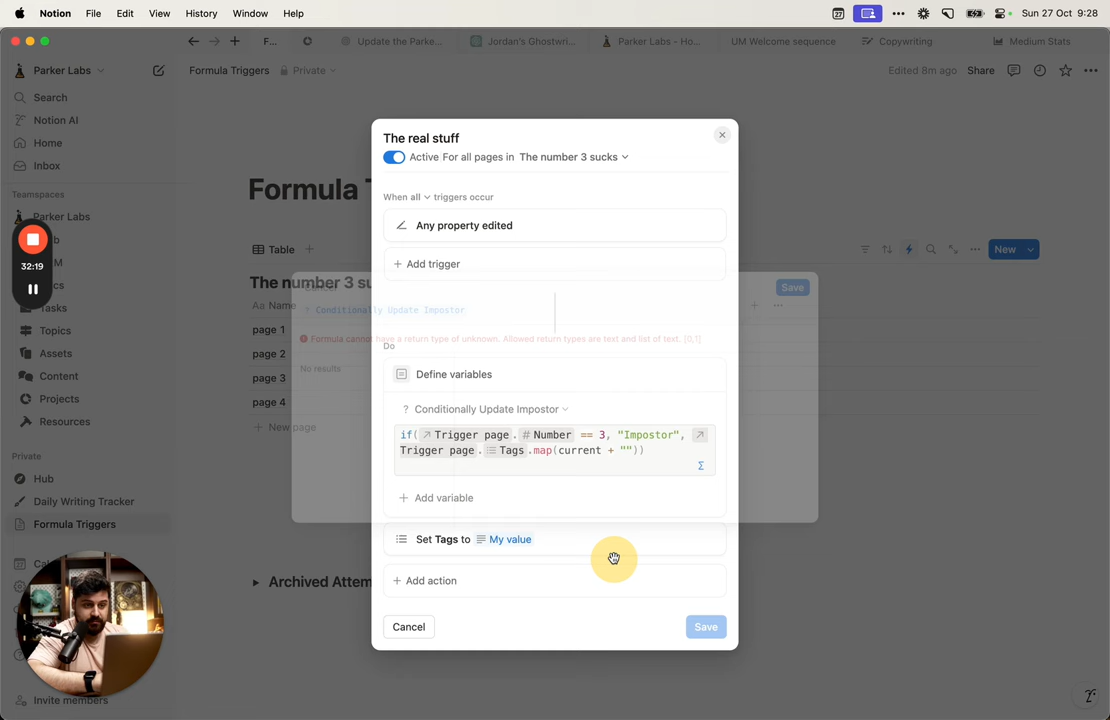 Notion File Edit View History Window Help
27
Sun 27 Oct 9:28
F...
Update the Parke...
Jordan's Ghostwri...
Parker Labs - Ho...
UM Welcome sequence
Copywriting
Medium Stats
Parker Labs
Formula Triggers
Private
Edited 8m ago
Share
Search
Notion AI
Home
Inbox
Teamspaces
Parker Labs
32:19
Tasks
Topics
Assets
Content
Projects
Resources
Private
Hub
Daily Writing Tracker
Formula Triggers
Invite members
Formula T
Table
New
The number 3 su
Aa Name
page 1
page 2
page 3
page 4
New page
Archived Attem
The real stuff
Active For all pages in The number 3 sucks
When all triggers occur
Any property edited
Add trigger
Save
Conditionally Update Impostor
Formula cannot have a return type of unknown. Allowed return types are text and list of text. [0,1]
Do
No results
Define variables
? Conditionally Update Impostor
if( Trigger page. # Number == 3, "Impostor",
Trigger page. Tags.map(current + ""))
Σ
Add variable
Set Tags to My value
Add action
Cancel
Save